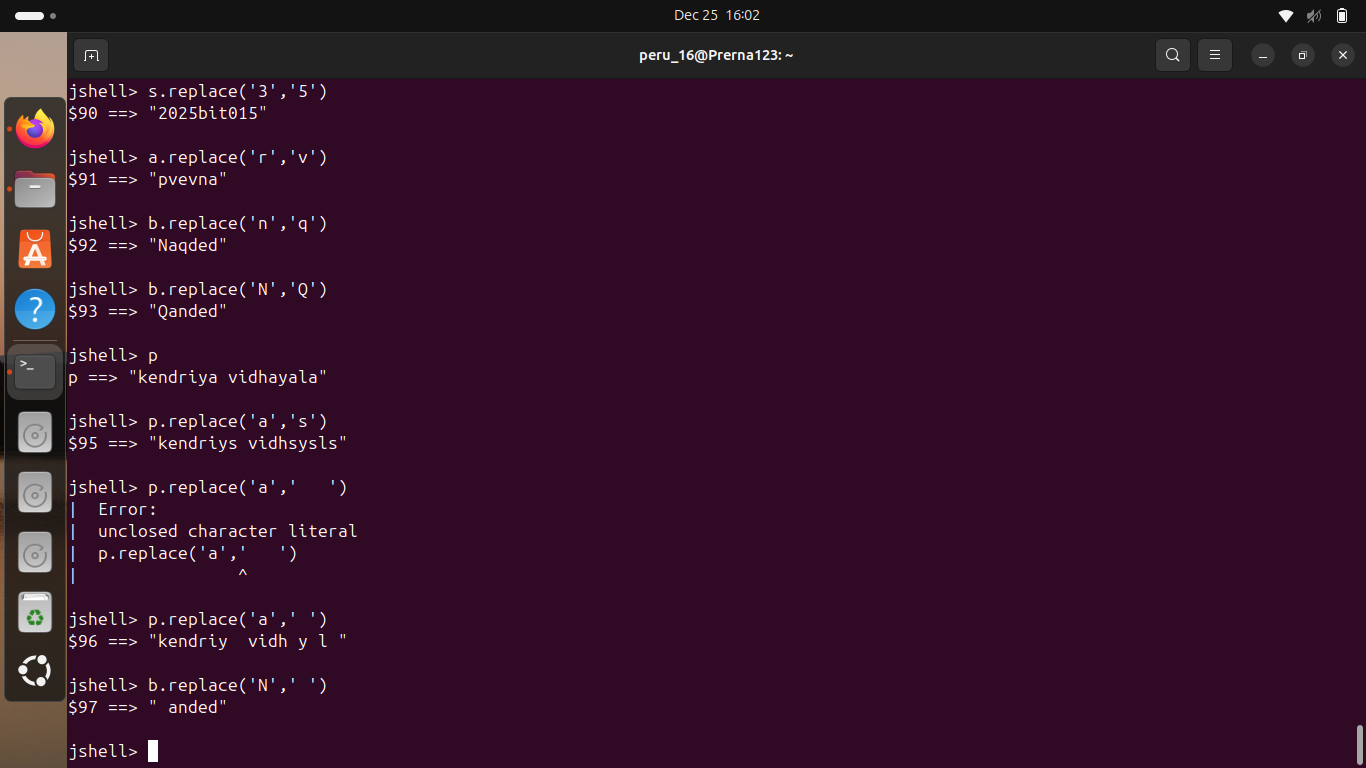 Dec 25 16:02
peru_16@Prerna123: ~
jshell> s.replace('3','5')
$90 ==> "2025bit015"
jshell> a.replace('r','v')
$91 ==> "pvevna"
jshell> b.replace('n','q')
$92 ==> "Naqded"
jshell> b.replace('N','Q')
$93 ==> "Qanded"
jshell> p
p ==> "kendriya vidhayala"
jshell> p.replace('a','s')
$95 ==> "kendriys vidhsysls"
jshell> p.replace('a','   ')
|  Error:
|  unclosed character literal
|  p.replace('a','   ')
|                ^
jshell> p.replace('a',' ')
$96 ==> "kendriy  vidh y l "
jshell> b.replace('N',' ')
$97 ==> " anded"
jshell>